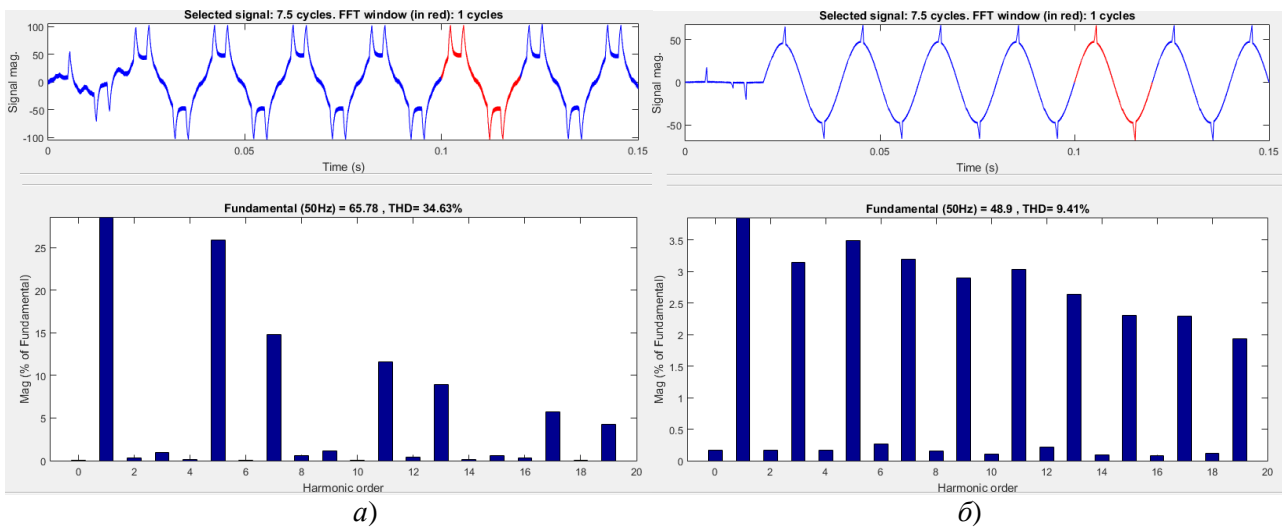 Selected signal: 7.5 cycles. FFT window (in red): 1 cycles
Signal mag.
100
50
0
-50
-100
0
0.05
0.1
0.15
Time (s)
Fundamental (50Hz) = 65.78 , THD= 34.63%
Mag (% of Fundamental)
25
20
15
10
5
0
0 2 4 6 8 10 12 14 16 18 20
Harmonic order
а)
Selected signal: 7.5 cycles. FFT window (in red): 1 cycles
Signal mag.
50
0
-50
0
0.05
0.1
0.15
Time (s)
Fundamental (50Hz) = 48.9 , THD= 9.41%
Mag (% of Fundamental)
3.5
3
2.5
2
1.5
1
0.5
0
0 2 4 6 8 10 12 14 16 18 20
Harmonic order
б)